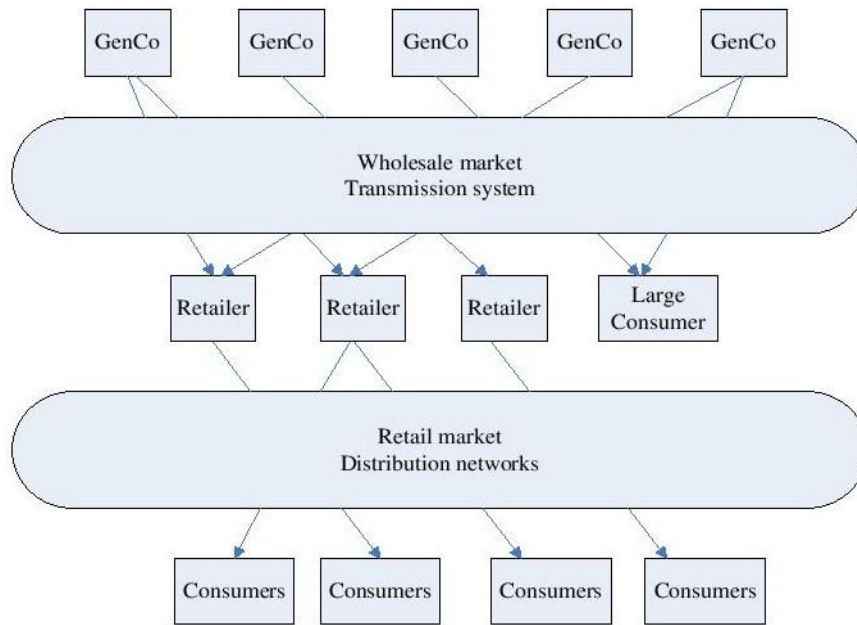 GenCo
GenCo
GenCo
GenCo
GenCo
Wholesale market
Transmission system
Retailer
Retailer
Retailer
Large
Consumer
Retail market
Distribution networks
Consumers
Consumers
Consumers
Consumers